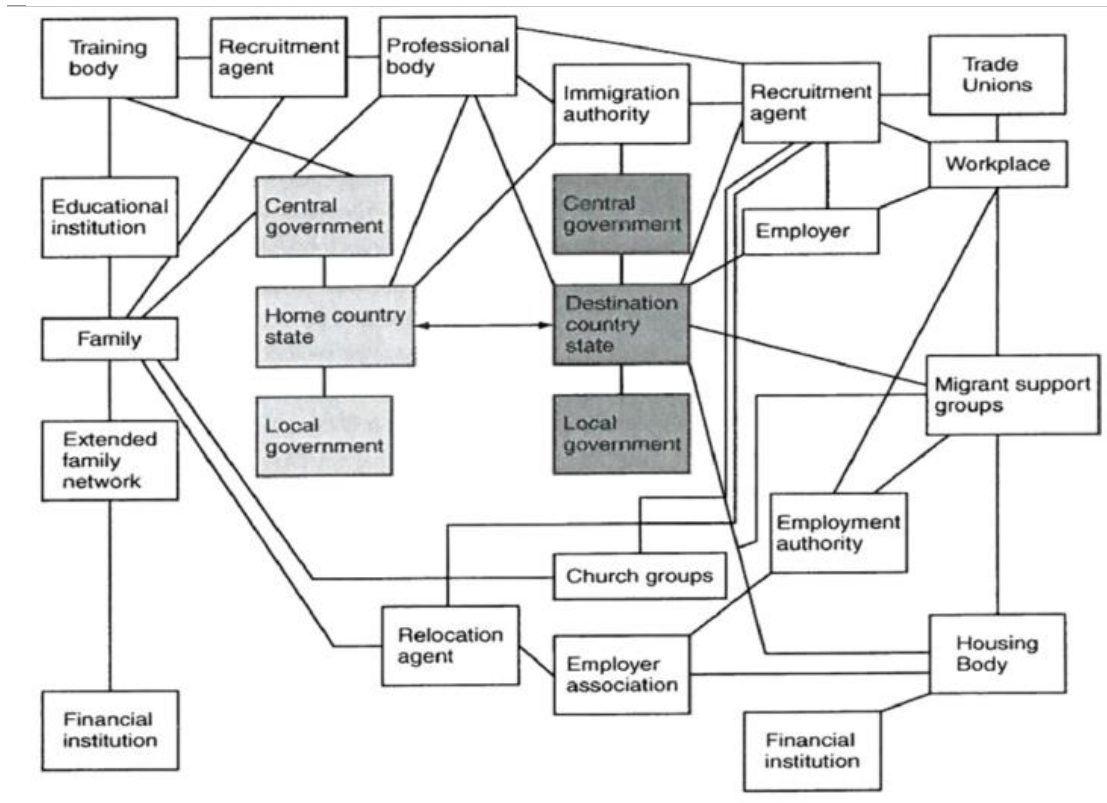 Training
body
Recruitment
agent
Professional
body
Immigration
authority
Recruitment
agent
Trade
Unions
Workplace
Educational
institution
Central
government
Central
government
Employer
Family
Home country
state
Destination
country
state
Migrant support
groups
Extended
family
network
Local
government
Local
government
Employment
authority
Church groups
Relocation
agent
Employer
association
Housing
Body
Financial
institution
Financial
institution